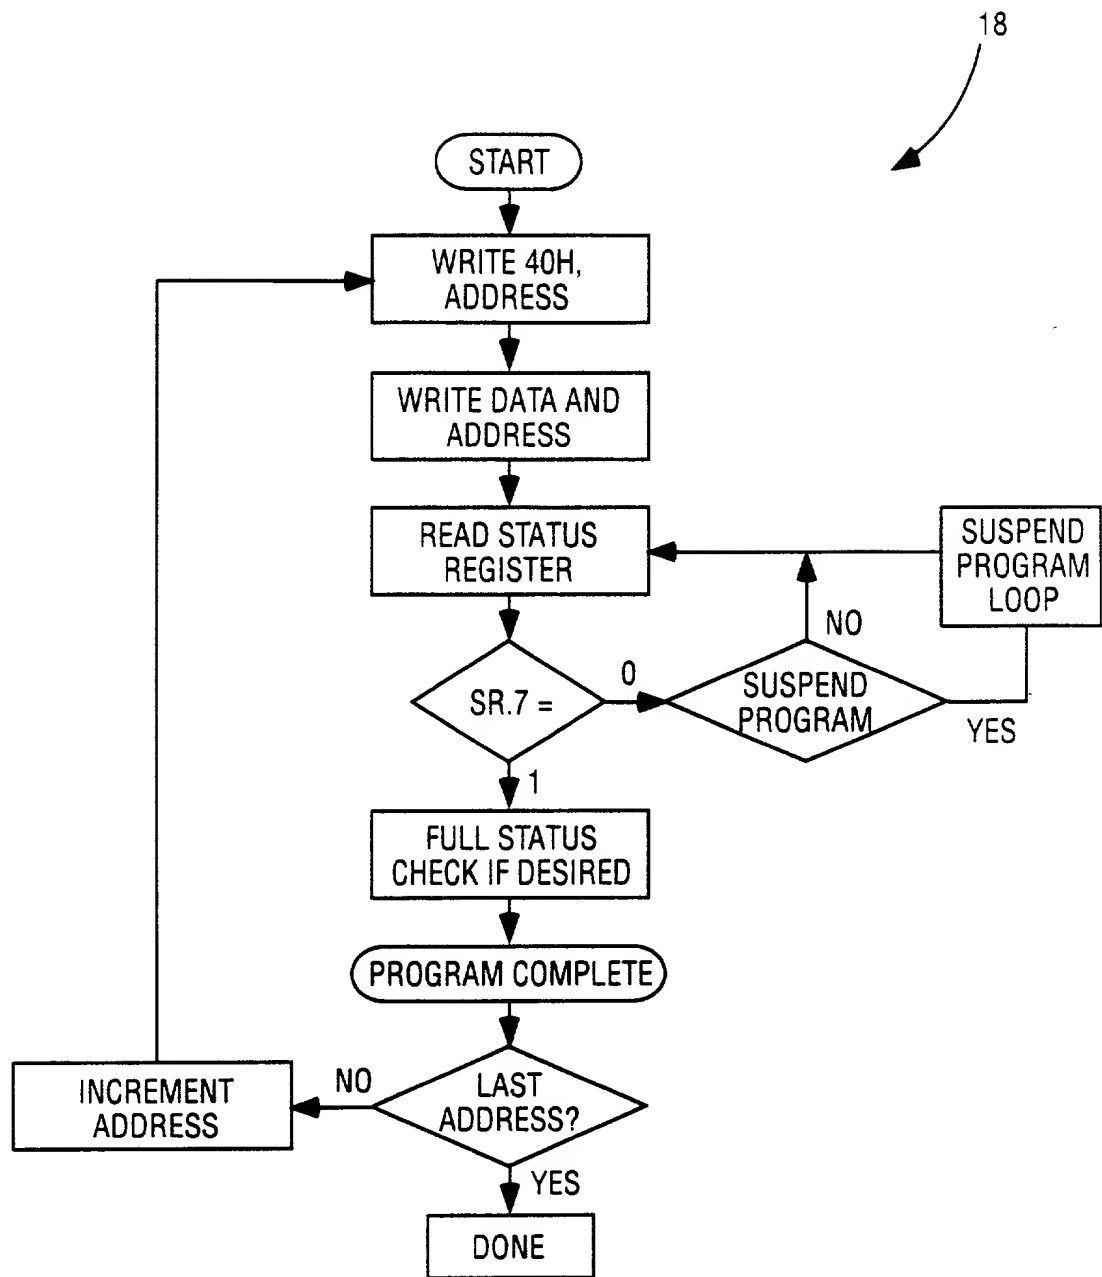 18
START
WRITE 40H,
ADDRESS
WRITE DATA AND
ADDRESS
READ STATUS
REGISTER
SUSPEND
PROGRAM
LOOP
NO
0
SR.7 =
SUSPEND
PROGRAM
YES
1
FULL STATUS
CHECK IF DESIRED
PROGRAM COMPLETE
LAST
ADDRESS?
NO
INCREMENT
ADDRESS
YES
DONE